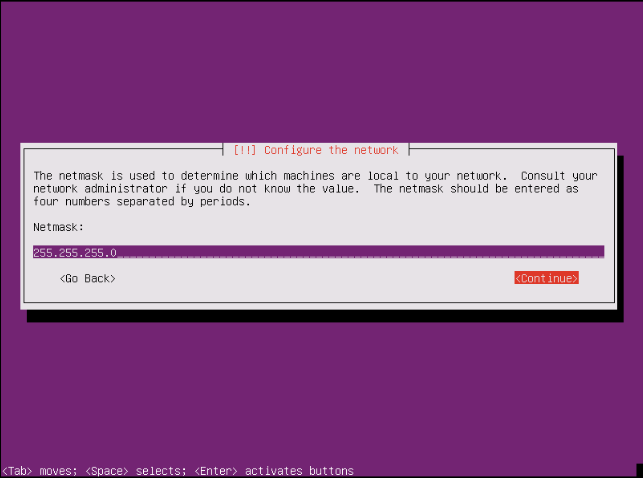 [!!] Configure the network
The netmask is used to determine which machines are local to your network.  Consult your
network administrator if you do not know the value.  The netmask should be entered as
four numbers separated by periods.
Netmask:
255.255.255.0
<Go Back> <Continue>
<Tab> moves; <Space> selects; <Enter> activates buttons